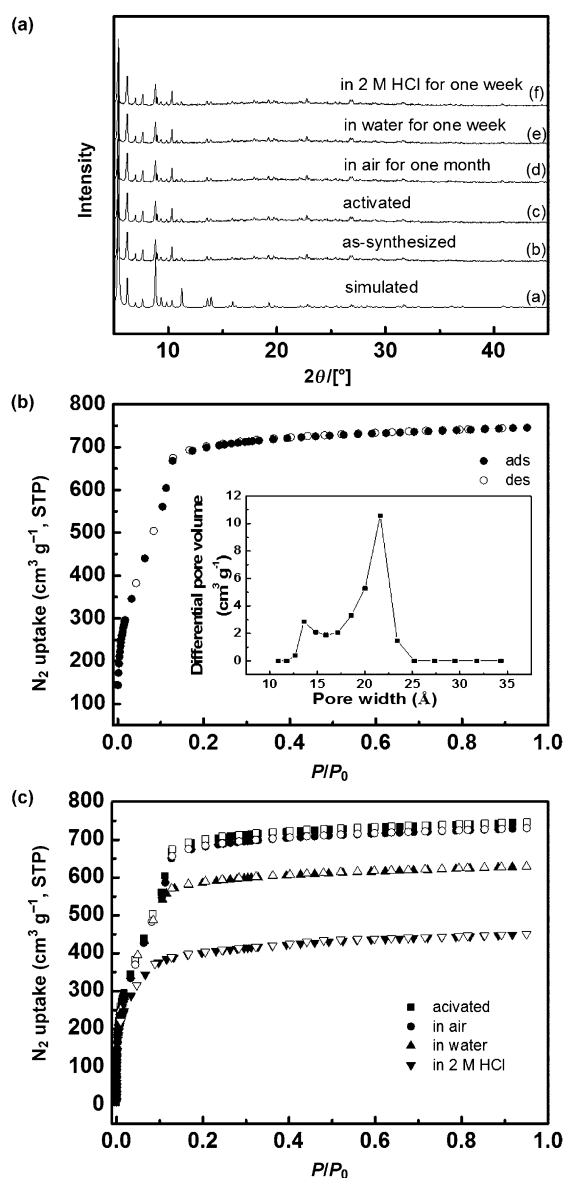 (a)
in 2 M HCl for one week
(f)
in water for one week
(e)
in air for one month
(d)
activated
(c)
as-synthesized
(b)
simulated
(a)
Intensity
10
20
30
40
2θ/[°]
(b)
800
700
600
500
400
300
200
100
N2 uptake (cm3 g−1, STP)
ads
des
12
10
8
6
4
2
0
Differential pore volume
(cm3 g-1)
10
15
20
25
30
35
Pore width (Å)
0.0
0.2
0.4
0.6
0.8
1.0
P/P0
(c)
800
700
600
500
400
300
200
100
0
N2 uptake (cm3 g−1, STP)
acivated
in air
in water
in 2 M HCl
0.0
0.2
0.4
0.6
0.8
1.0
P/P0